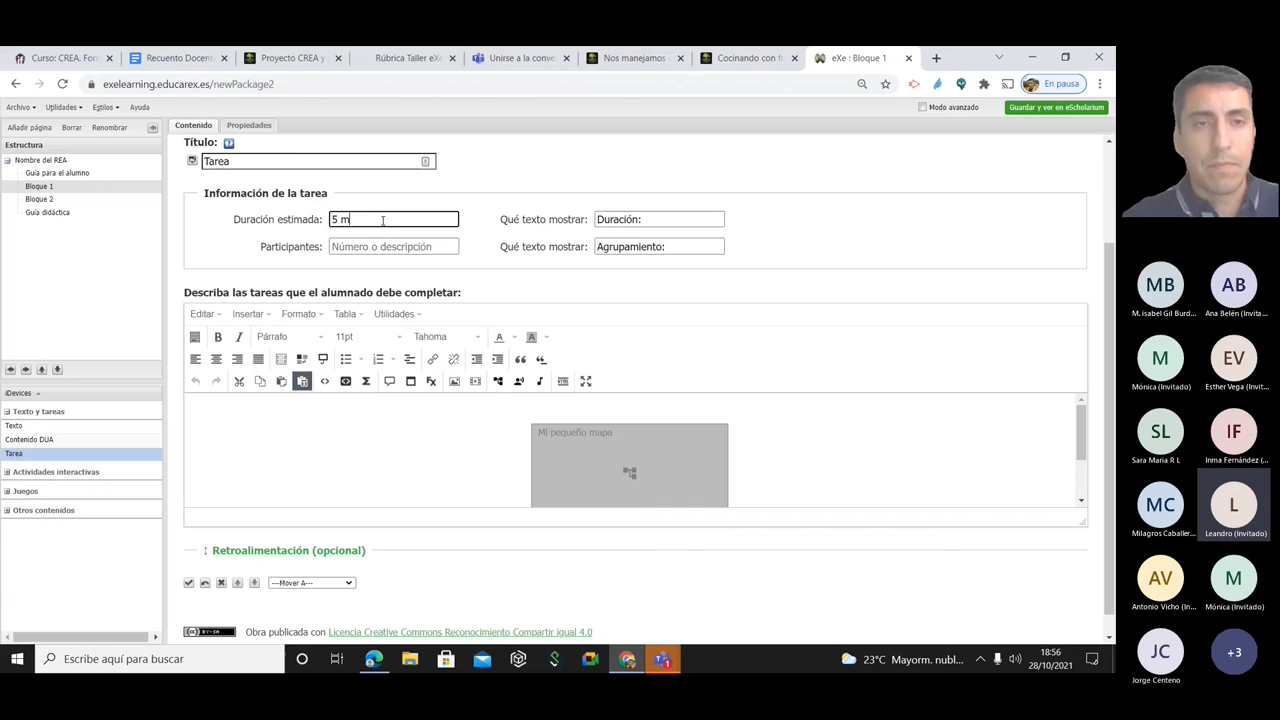 Curso: CREA. For
Recuento Docent
Proyecto CREA y
Rúbrica Taller eXe
Unirse a la conve
Nos manejamos c
Cocinando con fr
eXe : Bloque 1
exelearning.educarex.es/newPackage2
En pausa
Archivo
Utilidades
Estilos
Ayuda
Modo avanzado
Guardar y ver en eScholarium
Añadir página
Borrar
Renombrar
Contenido
Propiedades
Estructura
Nombre del REA
Guía para el alumno
Bloque 1
Bloque 2
Guía didáctica
Título:
Tarea
Información de la tarea
Duración estimada:
5 m
Qué texto mostrar:
Duración:
Participantes:
Número o descripción
Qué texto mostrar:
Agrupamiento:
Describa las tareas que el alumnado debe completar:
Editar
Insertar
Formato
Tabla
Utilidades
Párrafo
11pt
Tahoma
Mi pequeño mapa
iDevices
Texto y tareas
Texto
Contenido DUA
Tarea
Actividades interactivas
Juegos
Otros contenidos
Retroalimentación (opcional)
---Mover A---
Obra publicada con Licencia Creative Commons Reconocimiento Compartir igual 4.0
Escribe aquí para buscar
23°C Mayorm. nubl...
18:56
28/10/2021
MB
M. isabel Gil Burd...
AB
Ana Belén (Invita...
M
Mónica (Invitado)
EV
Esther Vega (Invit...
SL
Sara Maria R L
IF
Inma Fernández (...
MC
Milagros Caballer...
L
Leandro (Invitado)
AV
Antonio Vicho (In...
M
Mónica (Invitado)
JC
Jorge Centeno
+3